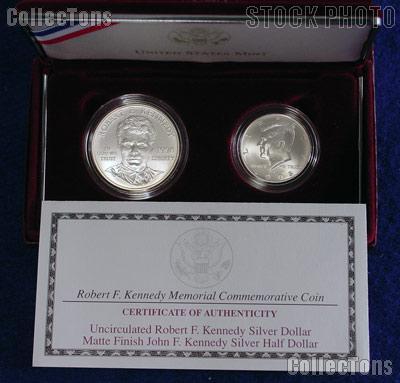 CollecTons
STOCK PHOTO
UNITED STATES MINT
ROBERT F. KENNEDY
IN GOD WE
TRUST
1998
LIBERTY
Robert F. Kennedy Memorial Commemorative Coin
CERTIFICATE OF AUTHENTICITY
Uncirculated Robert F. Kennedy Silver Dollar
Matte Finish John F. Kennedy Silver Half Dollar
CollecTons